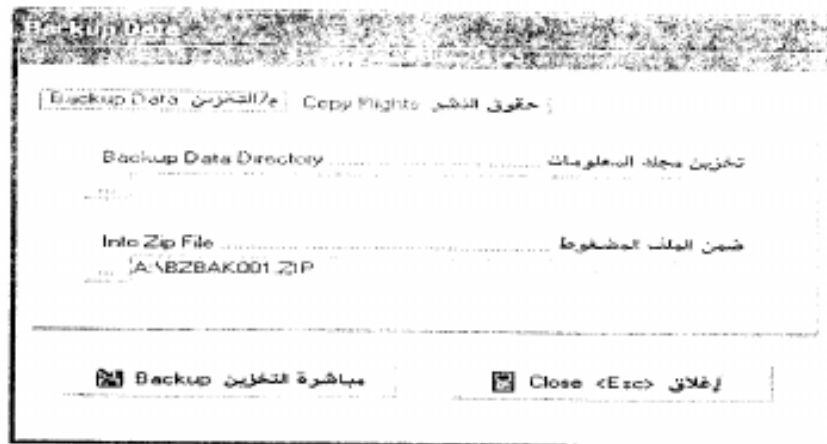 Backup Data
Backup Data م/التخزين Copy Rights حقوق النشر
Backup Data Directory ........ تخزين مجلد المعلومات
Into Zip File ........ ضمن الملف المضغوط
A:\BZBAK001.ZIP
Backup مباشرة التخزين Close <Esc> إغلاق